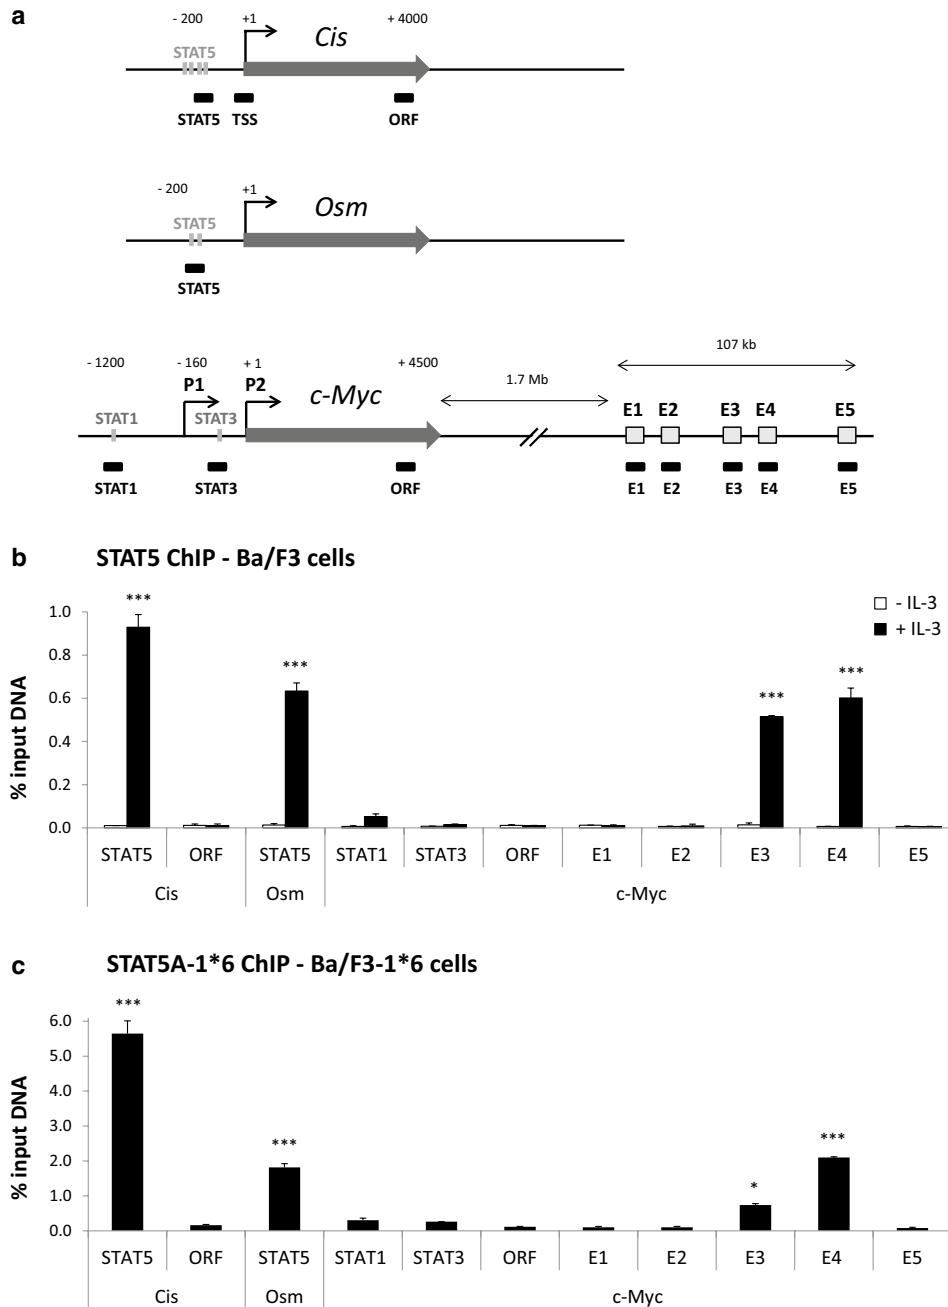 a
- 200 +1 + 4000
Cis
STAT5
STAT5 TSS ORF
- 200 +1
Osm
STAT5
STAT5
107 kb
- 1200 - 160 + 1 + 4500
1.7 Mb
P1 P2 c-Myc
E1 E2 E3 E4 E5
STAT1 STAT3
STAT1 STAT3 ORF E1 E2 E3 E4 E5
b STAT5 ChIP - Ba/F3 cells
- IL-3
+ IL-3
% input DNA
1.0
0.8
0.6
0.4
0.2
0.0
*** *** *** ***
STAT5 ORF STAT5 STAT1 STAT3 ORF E1 E2 E3 E4 E5
Cis Osm c-Myc
c STAT5A-1*6 ChIP - Ba/F3-1*6 cells
% input DNA
6.0
5.0
4.0
3.0
2.0
1.0
0.0
*** *** * ***
STAT5 ORF STAT5 STAT1 STAT3 ORF E1 E2 E3 E4 E5
Cis Osm c-Myc